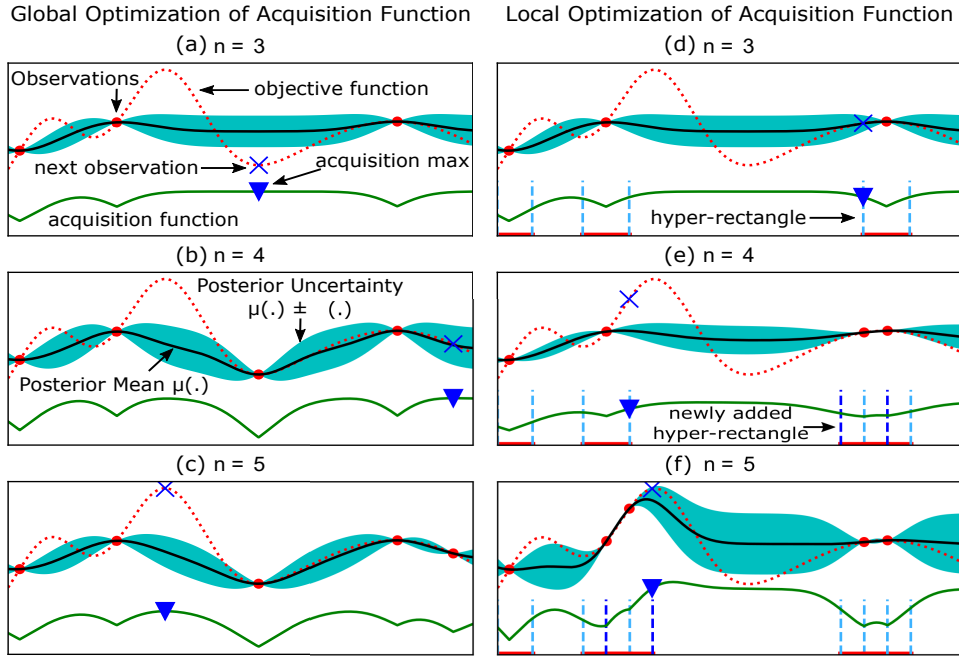 Global Optimization of Acquisition Function
(a) n = 3
Observations
objective function
next observation
acquisition max
acquisition function
(b) n = 4
Posterior Uncertainty
μ(.) ± (.)
Posterior Mean μ(.)
(c) n = 5
Local Optimization of Acquisition Function
(d) n = 3
hyper-rectangle
(e) n = 4
newly added
hyper-rectangle
(f) n = 5